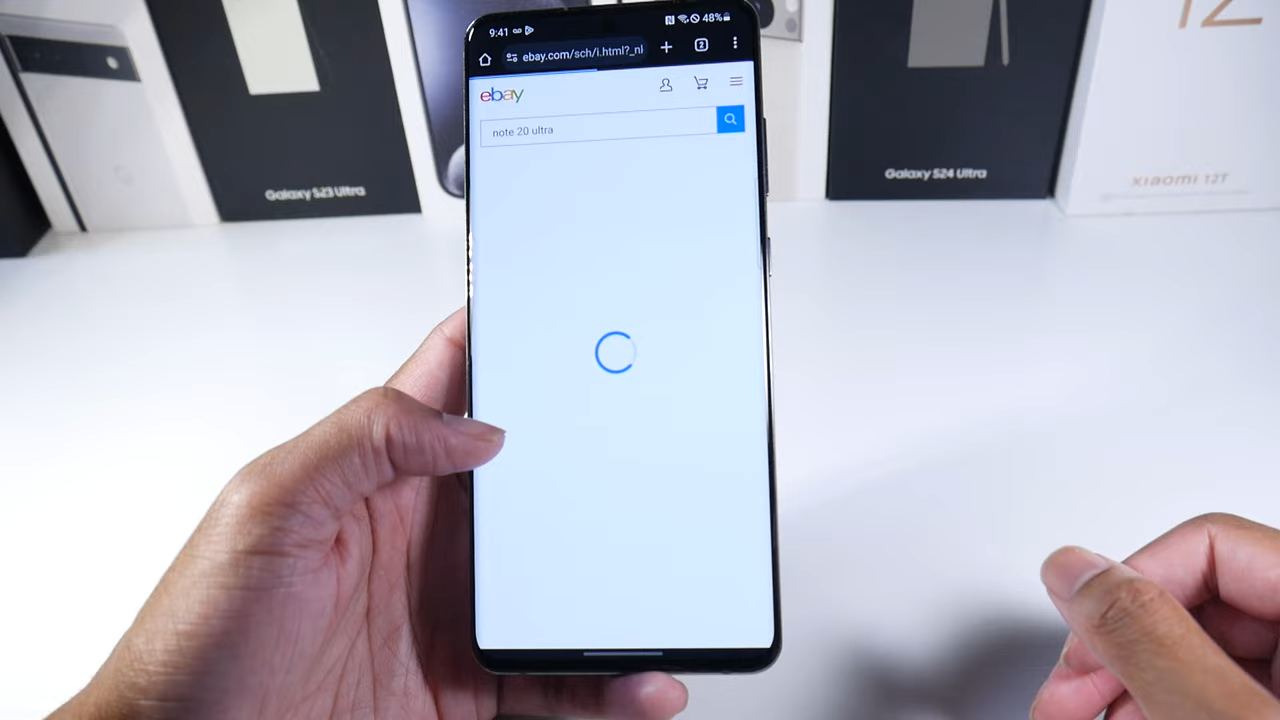 9:41
48%
ebay.com/sch/i.html?_nl
2
ebay
note 20 ultra
Galaxy S23 Ultra
Galaxy S24 Ultra
12
Xiaomi 12T